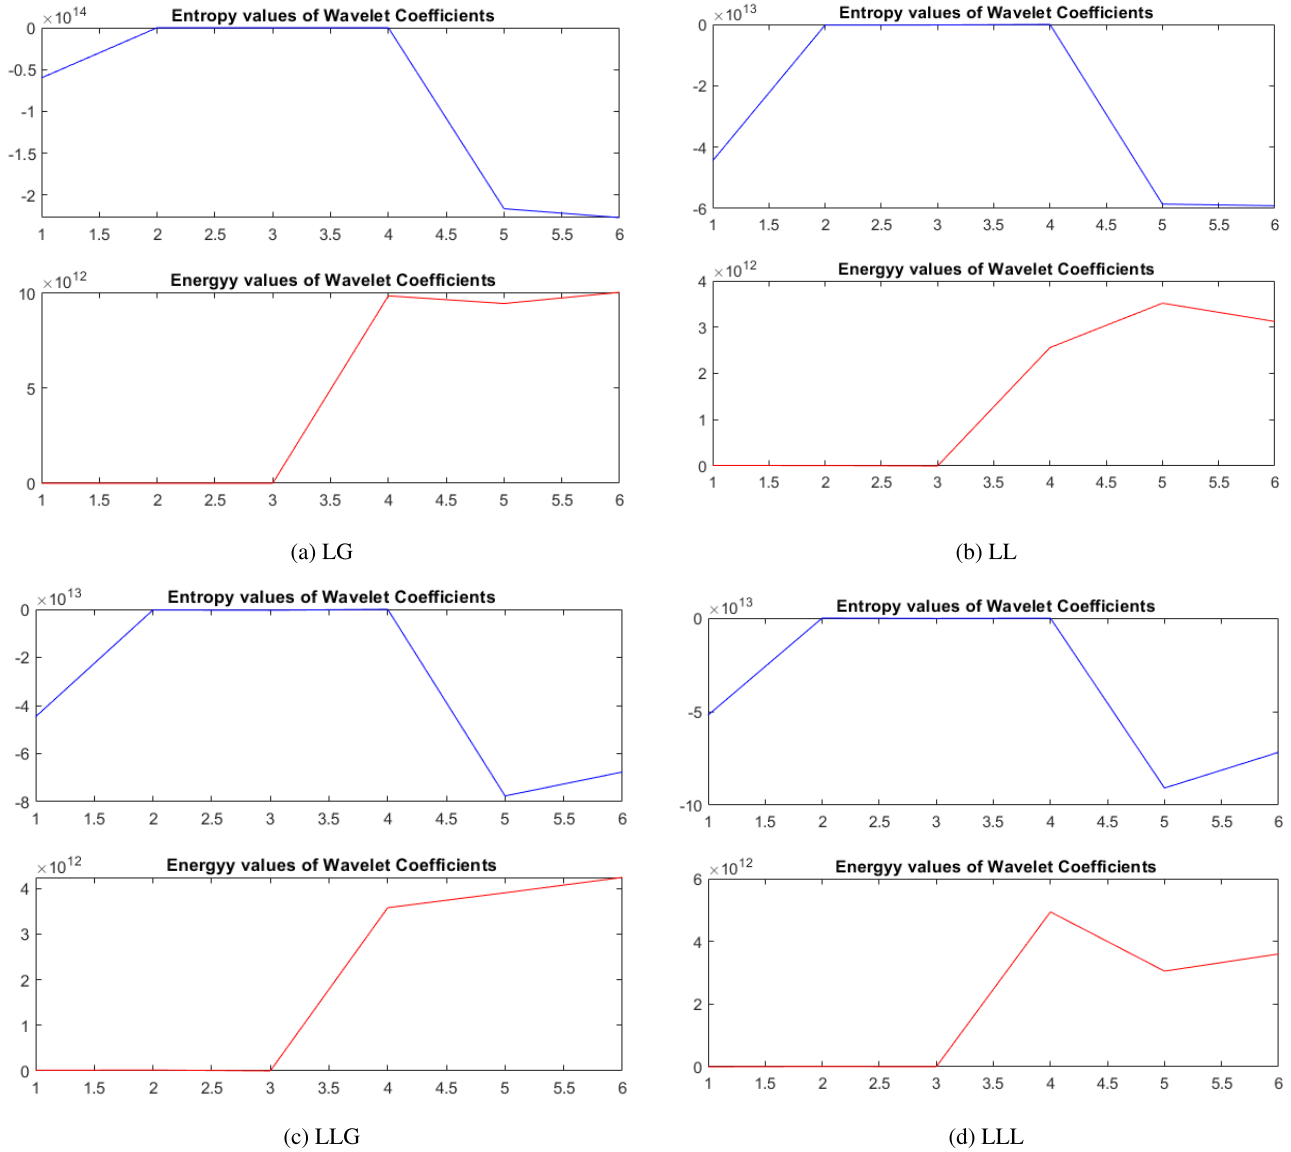 Entropy values of Wavelet Coefficients
×10^14
0
-0.5
-1
-1.5
-2
1 1.5 2 2.5 3 3.5 4 4.5 5 5.5 6
Energyy values of Wavelet Coefficients
×10^12
10
5
0
1 1.5 2 2.5 3 3.5 4 4.5 5 5.5 6
(a) LG
Entropy values of Wavelet Coefficients
×10^13
0
-2
-4
-6
1 1.5 2 2.5 3 3.5 4 4.5 5 5.5 6
Energyy values of Wavelet Coefficients
×10^12
4
3
2
1
0
1 1.5 2 2.5 3 3.5 4 4.5 5 5.5 6
(b) LL
Entropy values of Wavelet Coefficients
×10^13
0
-2
-4
-6
-8
1 1.5 2 2.5 3 3.5 4 4.5 5 5.5 6
Energyy values of Wavelet Coefficients
×10^12
4
3
2
1
0
1 1.5 2 2.5 3 3.5 4 4.5 5 5.5 6
(c) LLG
Entropy values of Wavelet Coefficients
×10^13
0
-5
-10
1 1.5 2 2.5 3 3.5 4 4.5 5 5.5 6
Energyy values of Wavelet Coefficients
×10^12
6
4
2
0
1 1.5 2 2.5 3 3.5 4 4.5 5 5.5 6
(d) LLL